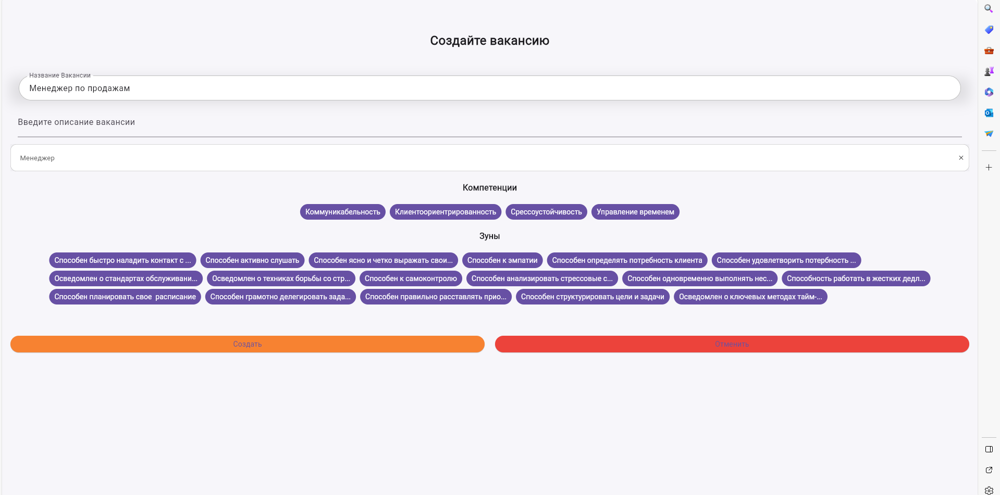 Создайте вакансию
Название Вакансии
Менеджер по продажам
Введите описание вакансии
Менеджер
Компетенции
Коммуникабельность Клиентоориентрированность Срессоустойчивость Управление временем
Зуны
Способен быстро наладить контакт с ... Способен активно слушать Способен ясно и четко выражать свои... Способен к эмпатии Способен определять потребность клиента Способен удовлетворить потербность ...
Осведомлен о стандартах обслуживани... Осведомлен о техниках борьбы со стр... Способен к самоконтролю Способен анализировать стрессовые с... Способен одновременно выполнять нес... Способность работать в жестких дедл...
Способен планировать свое  расписание Способен грамотно делегировать зада... Способен правильно расставлять прио... Способен структурировать цели и задачи Осведомлен о ключевых методах тайм-...
Создать Отменить